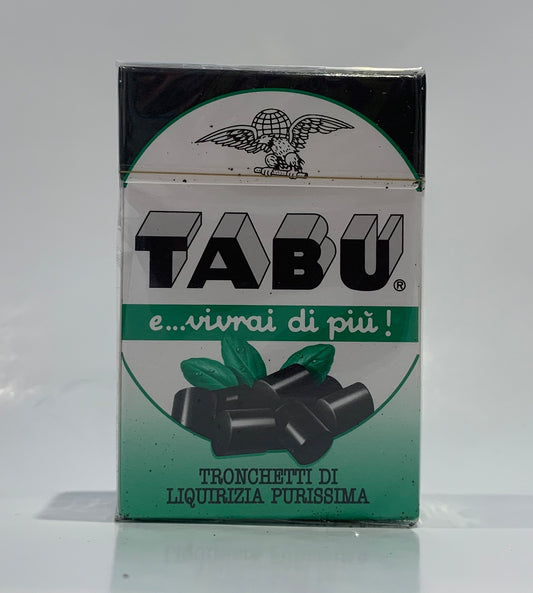 TABU®
e...vivrai di più!
TRONCHETTI DI
LIQUIRIZIA PURISSIMA